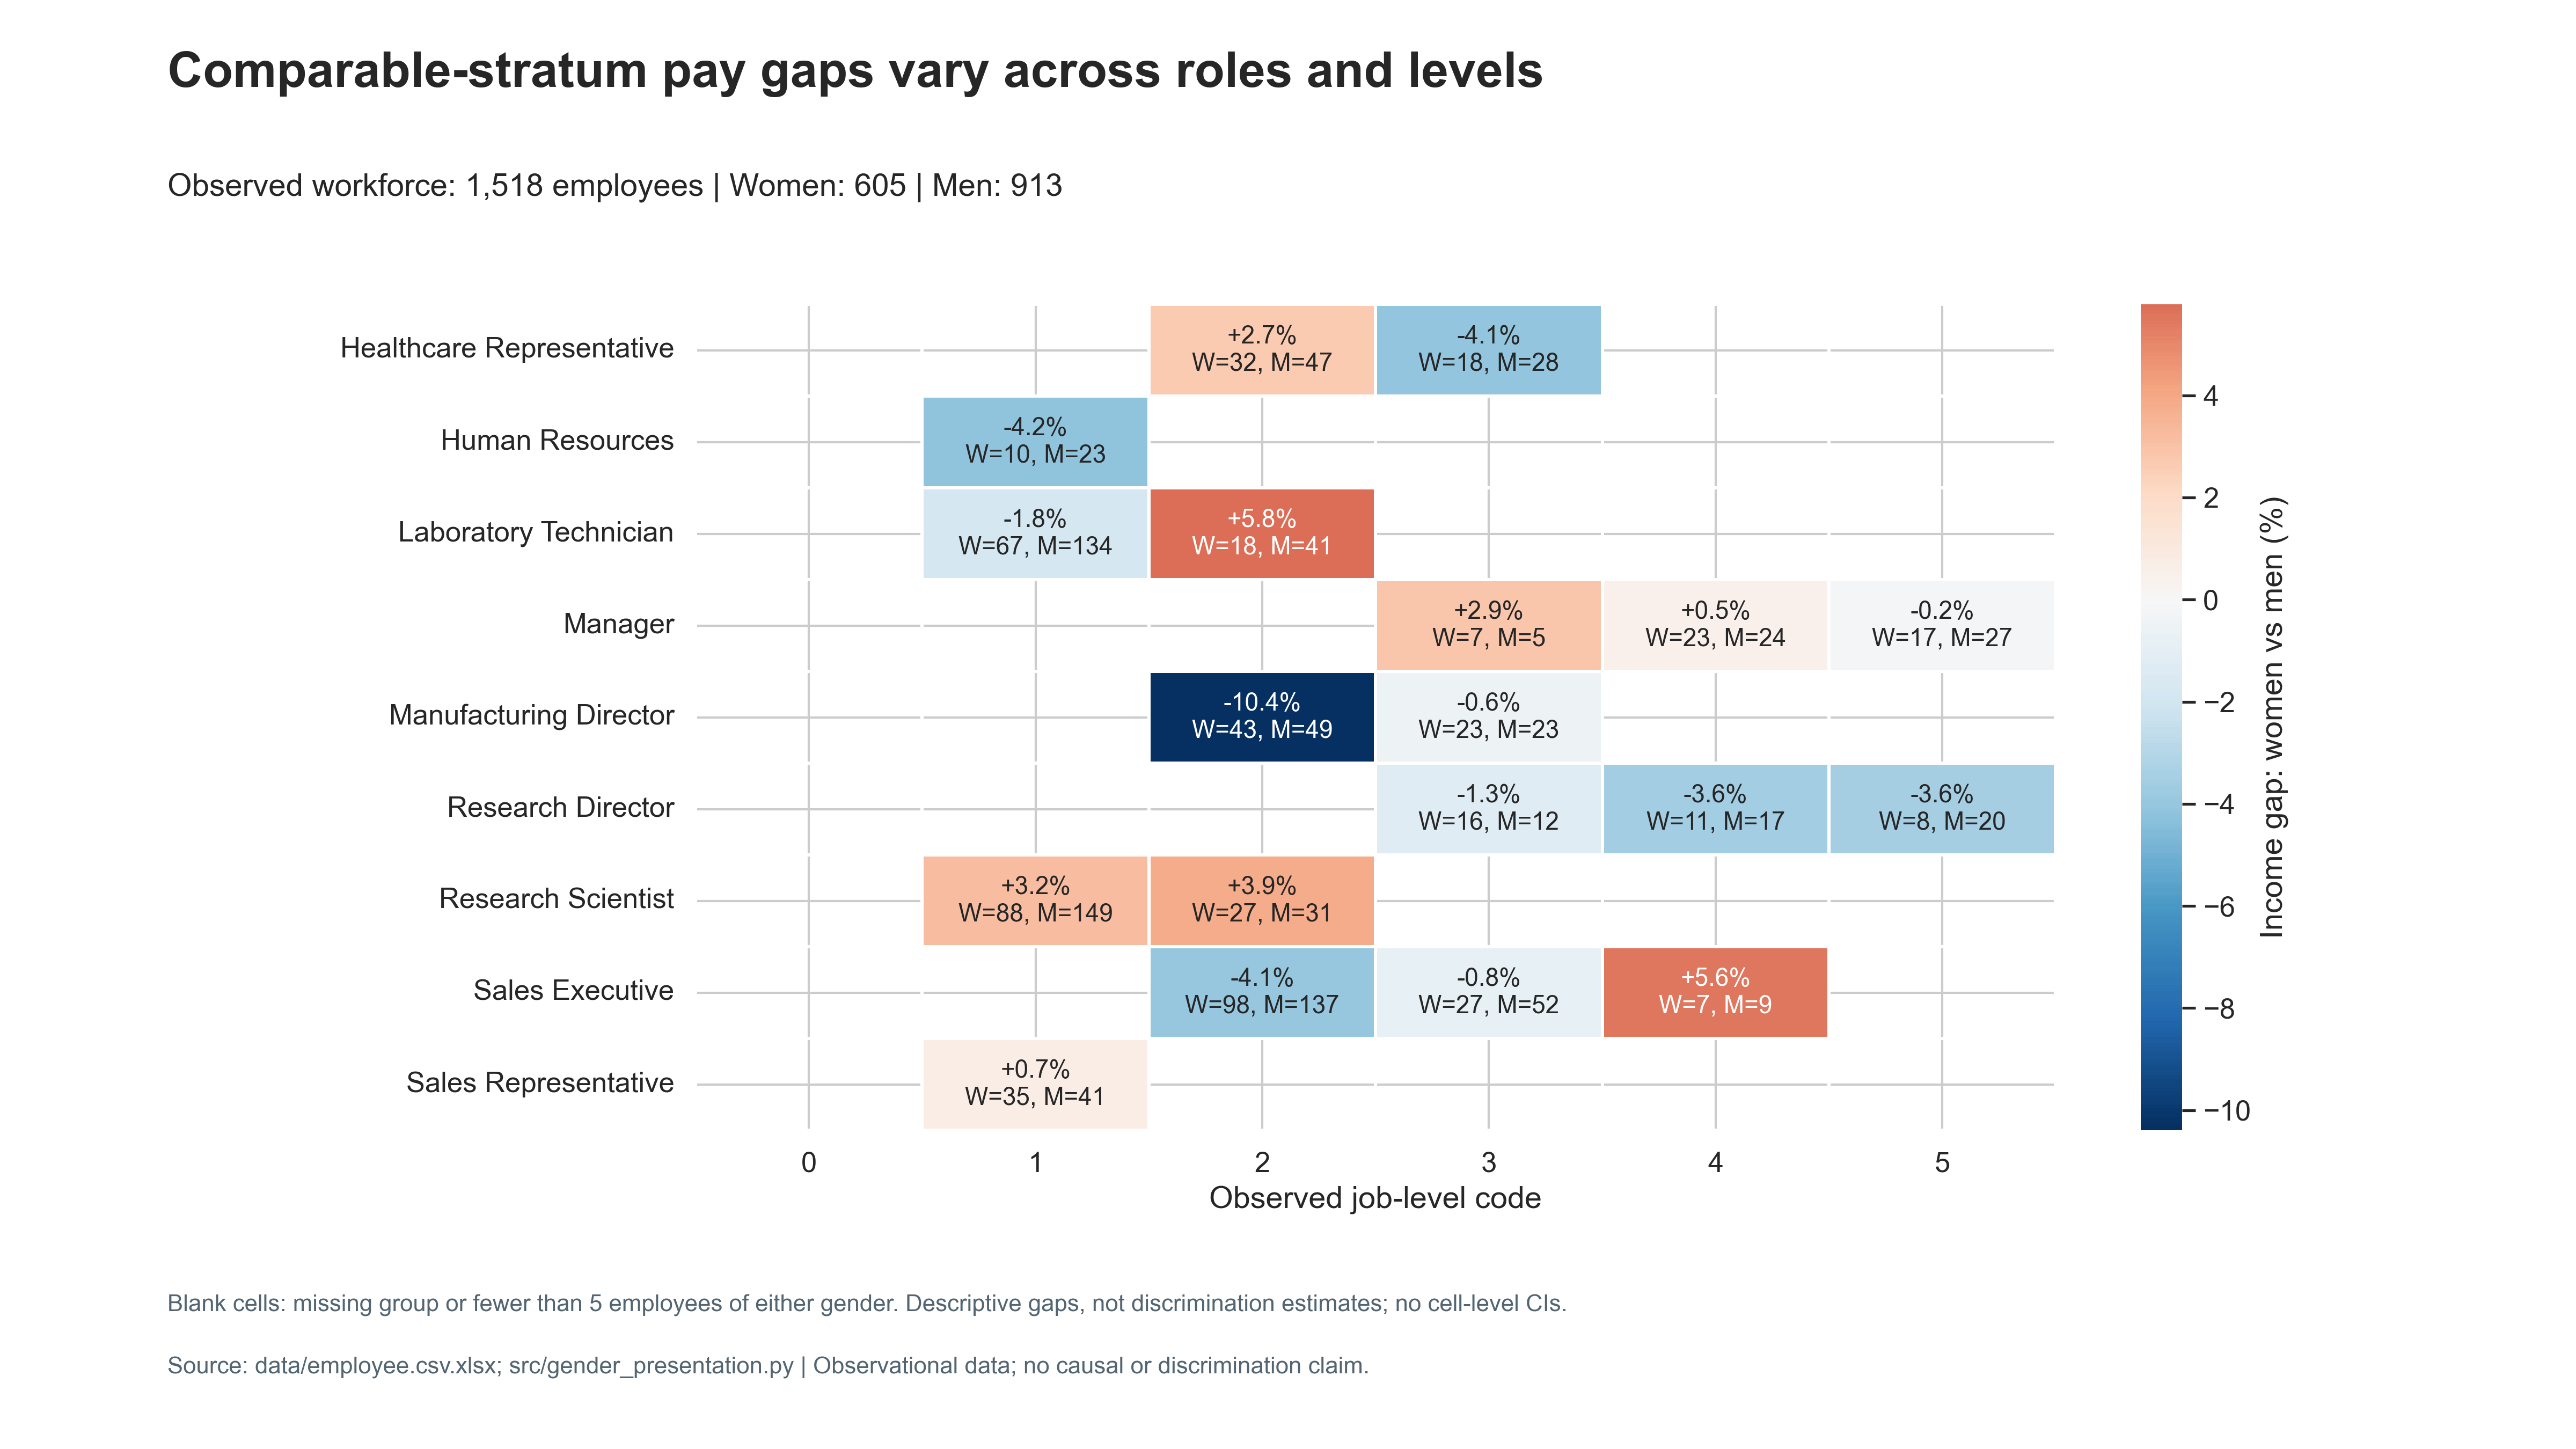 Comparable-stratum pay gaps vary across roles and levels
Observed workforce: 1,518 employees | Women: 605 | Men: 913
Healthcare Representative
+2.7%
W=32, M=47
-4.1%
W=18, M=28
Human Resources
-4.2%
W=10, M=23
Laboratory Technician
-1.8%
W=67, M=134
+5.8%
W=18, M=41
Manager
+2.9%
W=7, M=5
+0.5%
W=23, M=24
-0.2%
W=17, M=27
Manufacturing Director
-10.4%
W=43, M=49
-0.6%
W=23, M=23
Research Director
-1.3%
W=16, M=12
-3.6%
W=11, M=17
-3.6%
W=8, M=20
Research Scientist
+3.2%
W=88, M=149
+3.9%
W=27, M=31
Sales Executive
-4.1%
W=98, M=137
-0.8%
W=27, M=52
+5.6%
W=7, M=9
Sales Representative
+0.7%
W=35, M=41
0
1
2
3
4
5
Observed job-level code
4
2
0
−2
−4
−6
−8
−10
Income gap: women vs men (%)
Blank cells: missing group or fewer than 5 employees of either gender. Descriptive gaps, not discrimination estimates; no cell-level CIs.
Source: data/employee.csv.xlsx; src/gender_presentation.py | Observational data; no causal or discrimination claim.